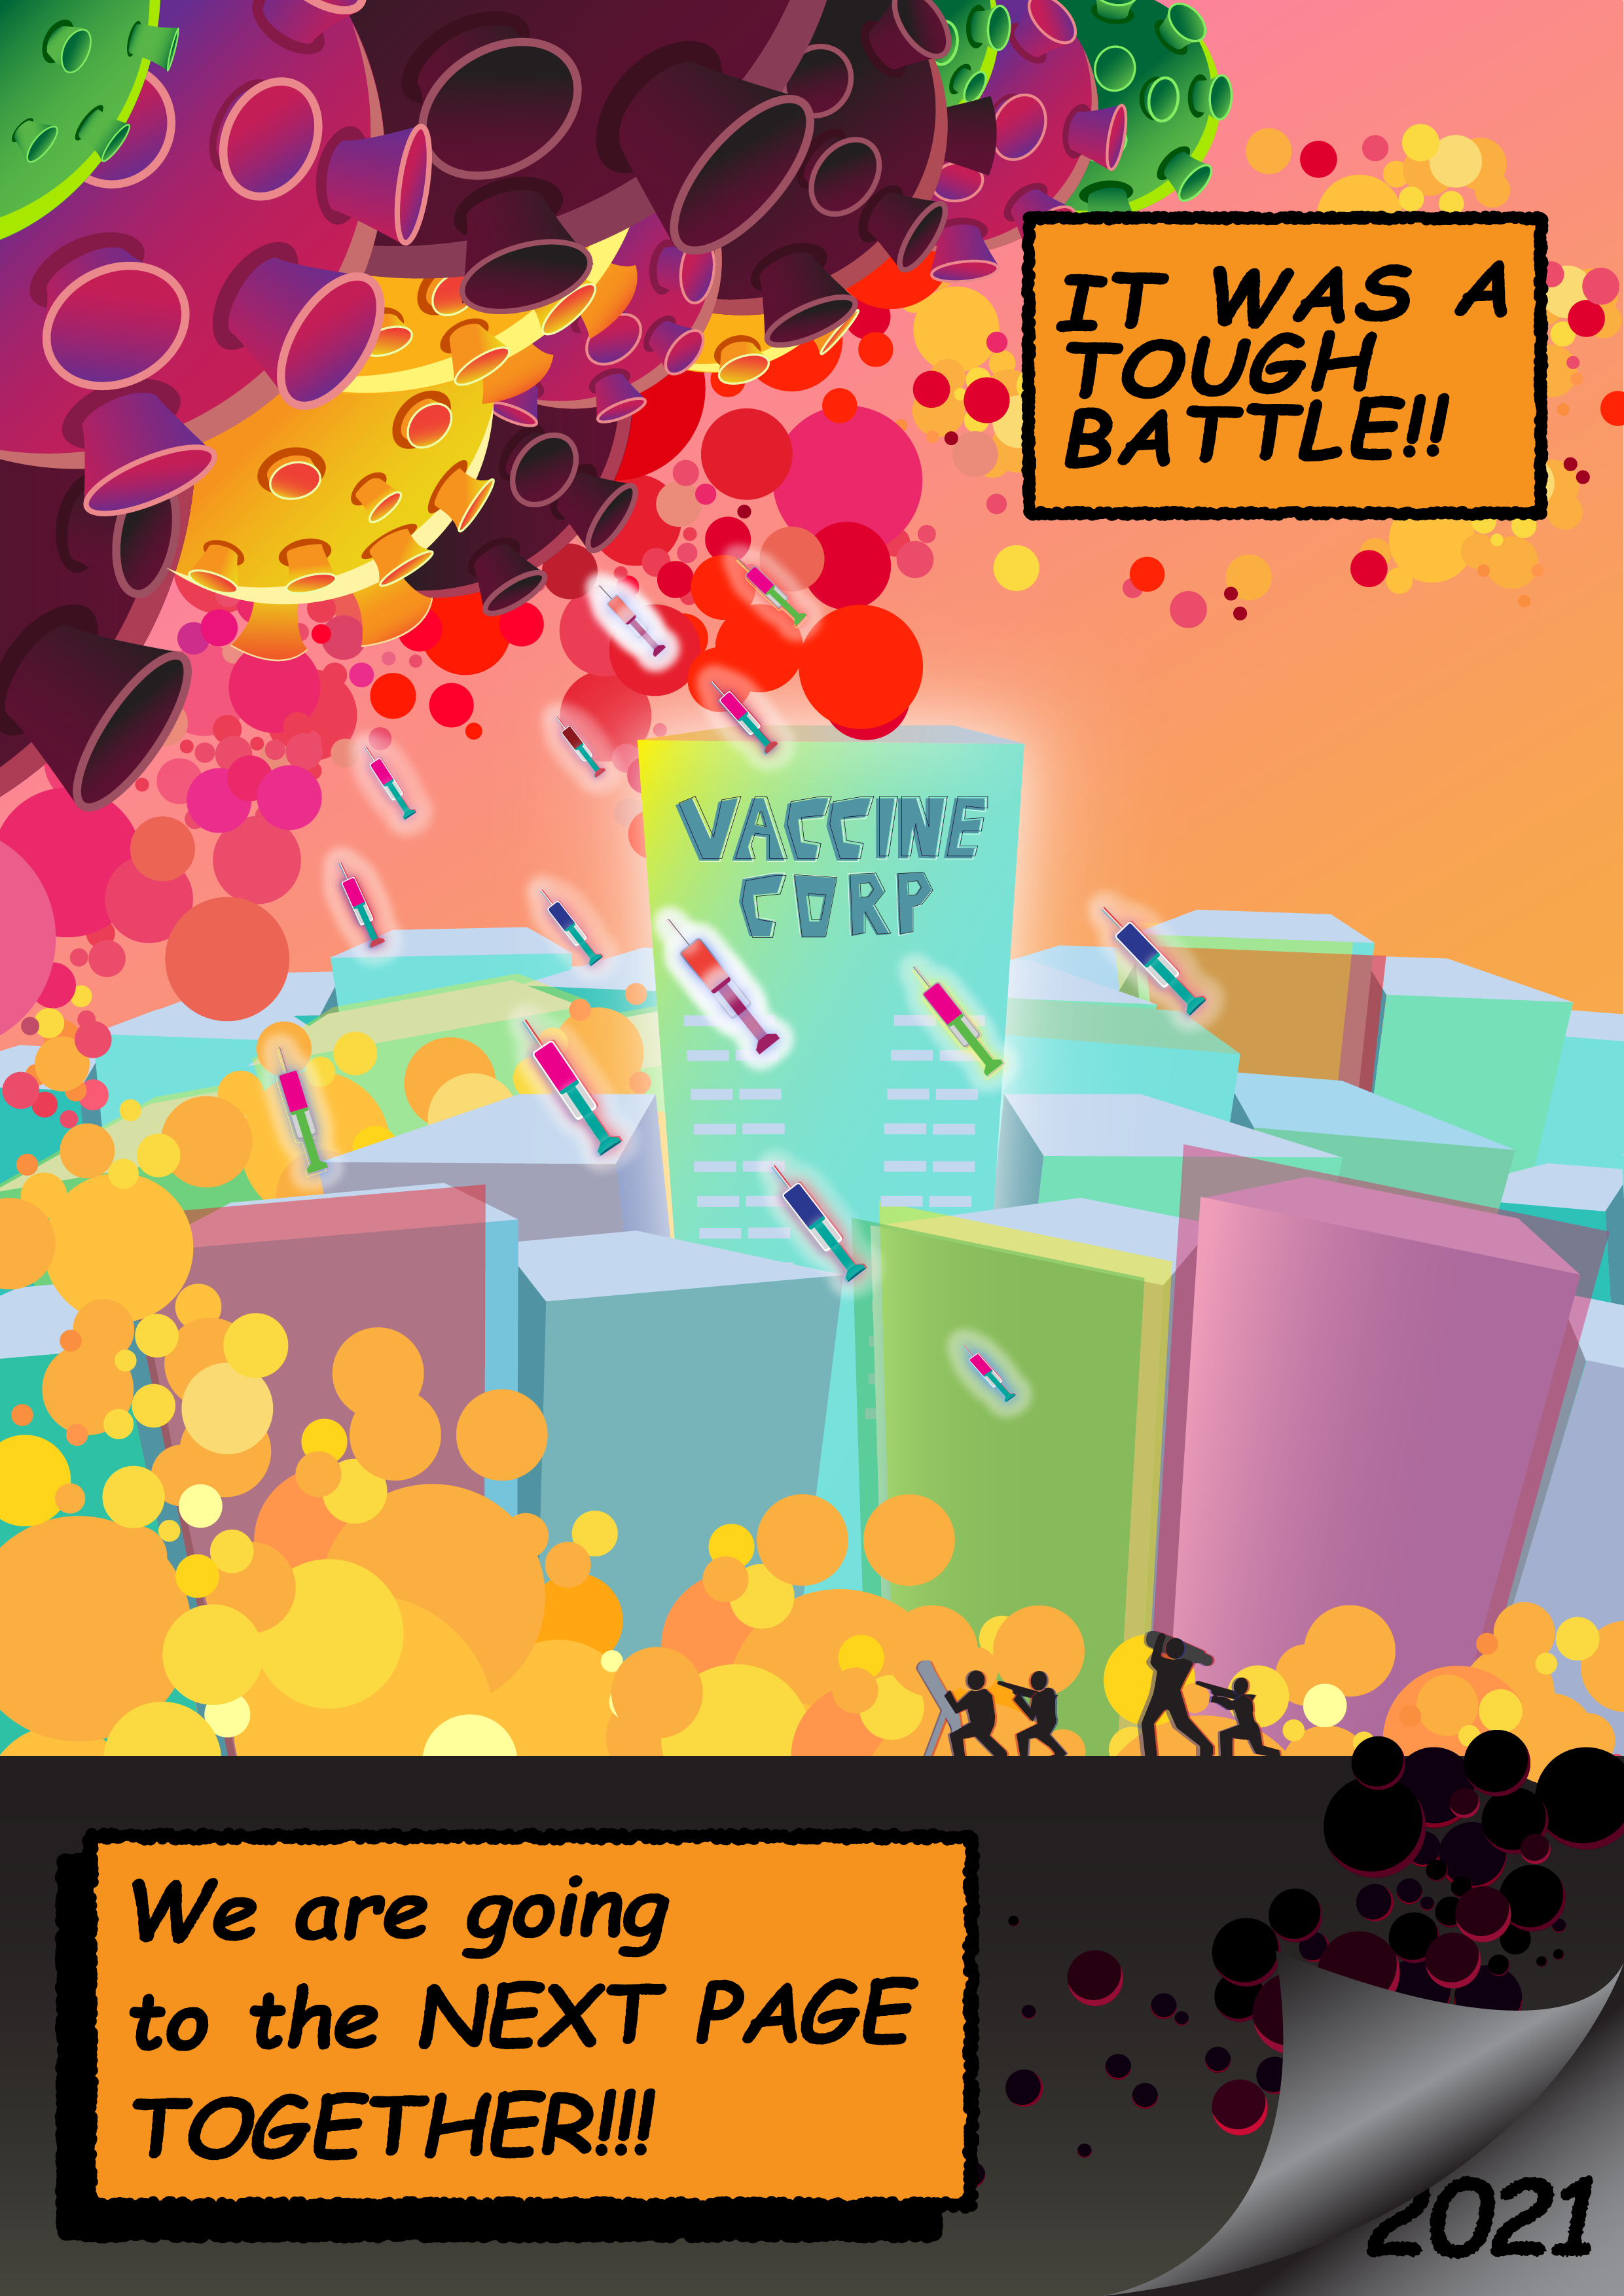 IT WAS A
TOUGH
BATTLE!!
VACCINE
CORP
We are going
to the NEXT PAGE
TOGETHER!!!
2021